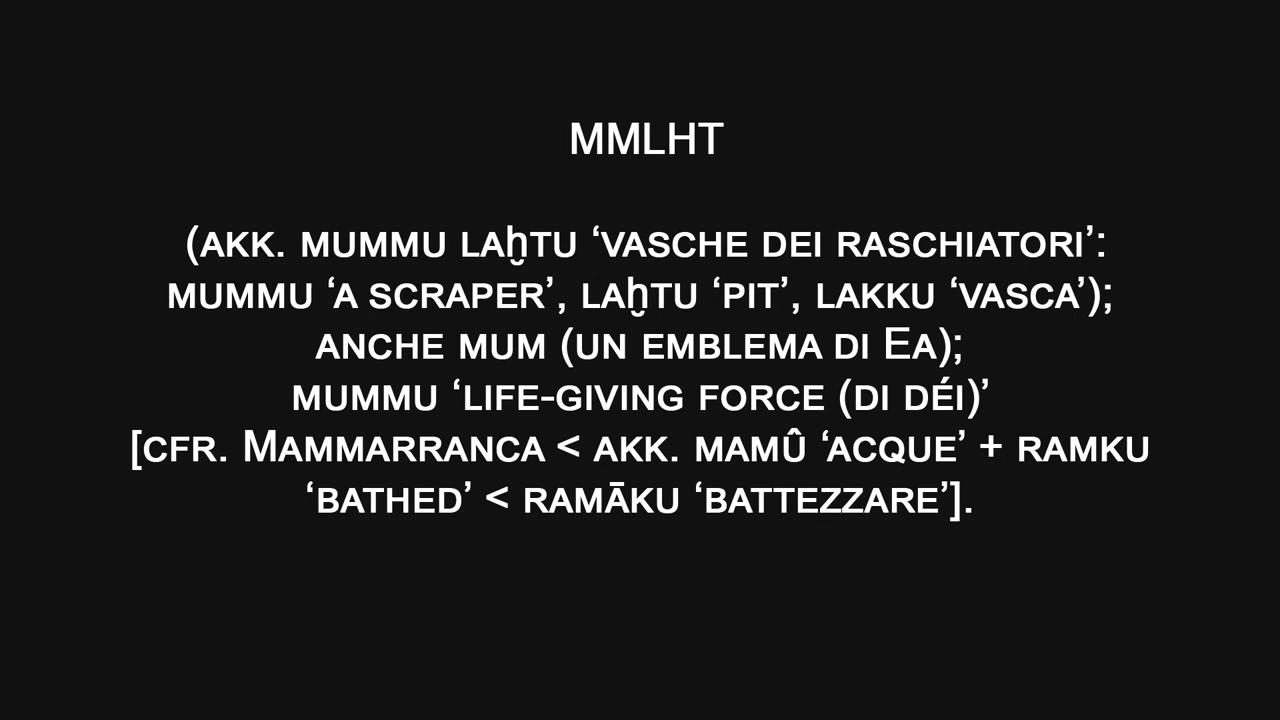 MMLHT
(AKK. MUMMU LAḪTU ‘VASCHE DEI RASCHIATORI’:
MUMMU ‘A SCRAPER’, LAḪTU ‘PIT’, LAKKU ‘VASCA’);
ANCHE MUM (UN EMBLEMA DI EA);
MUMMU ‘LIFE-GIVING FORCE (DI DÉI)’
[CFR. MAMMARRANCA < AKK. MAMÛ ‘ACQUE’ + RAMKU
‘BATHED’ < RAMĀKU ‘BATTEZZARE’].